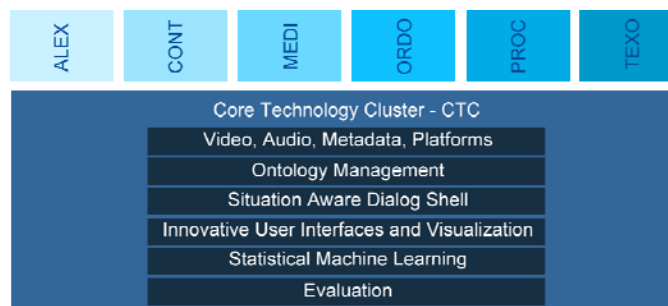 ALEX
CONT
MEDI
ORDO
PROC
TEXO
Core Technology Cluster - CTC
Video, Audio, Metadata, Platforms
Ontology Management
Situation Aware Dialog Shell
Innovative User Interfaces and Visualization
Statistical Machine Learning
Evaluation